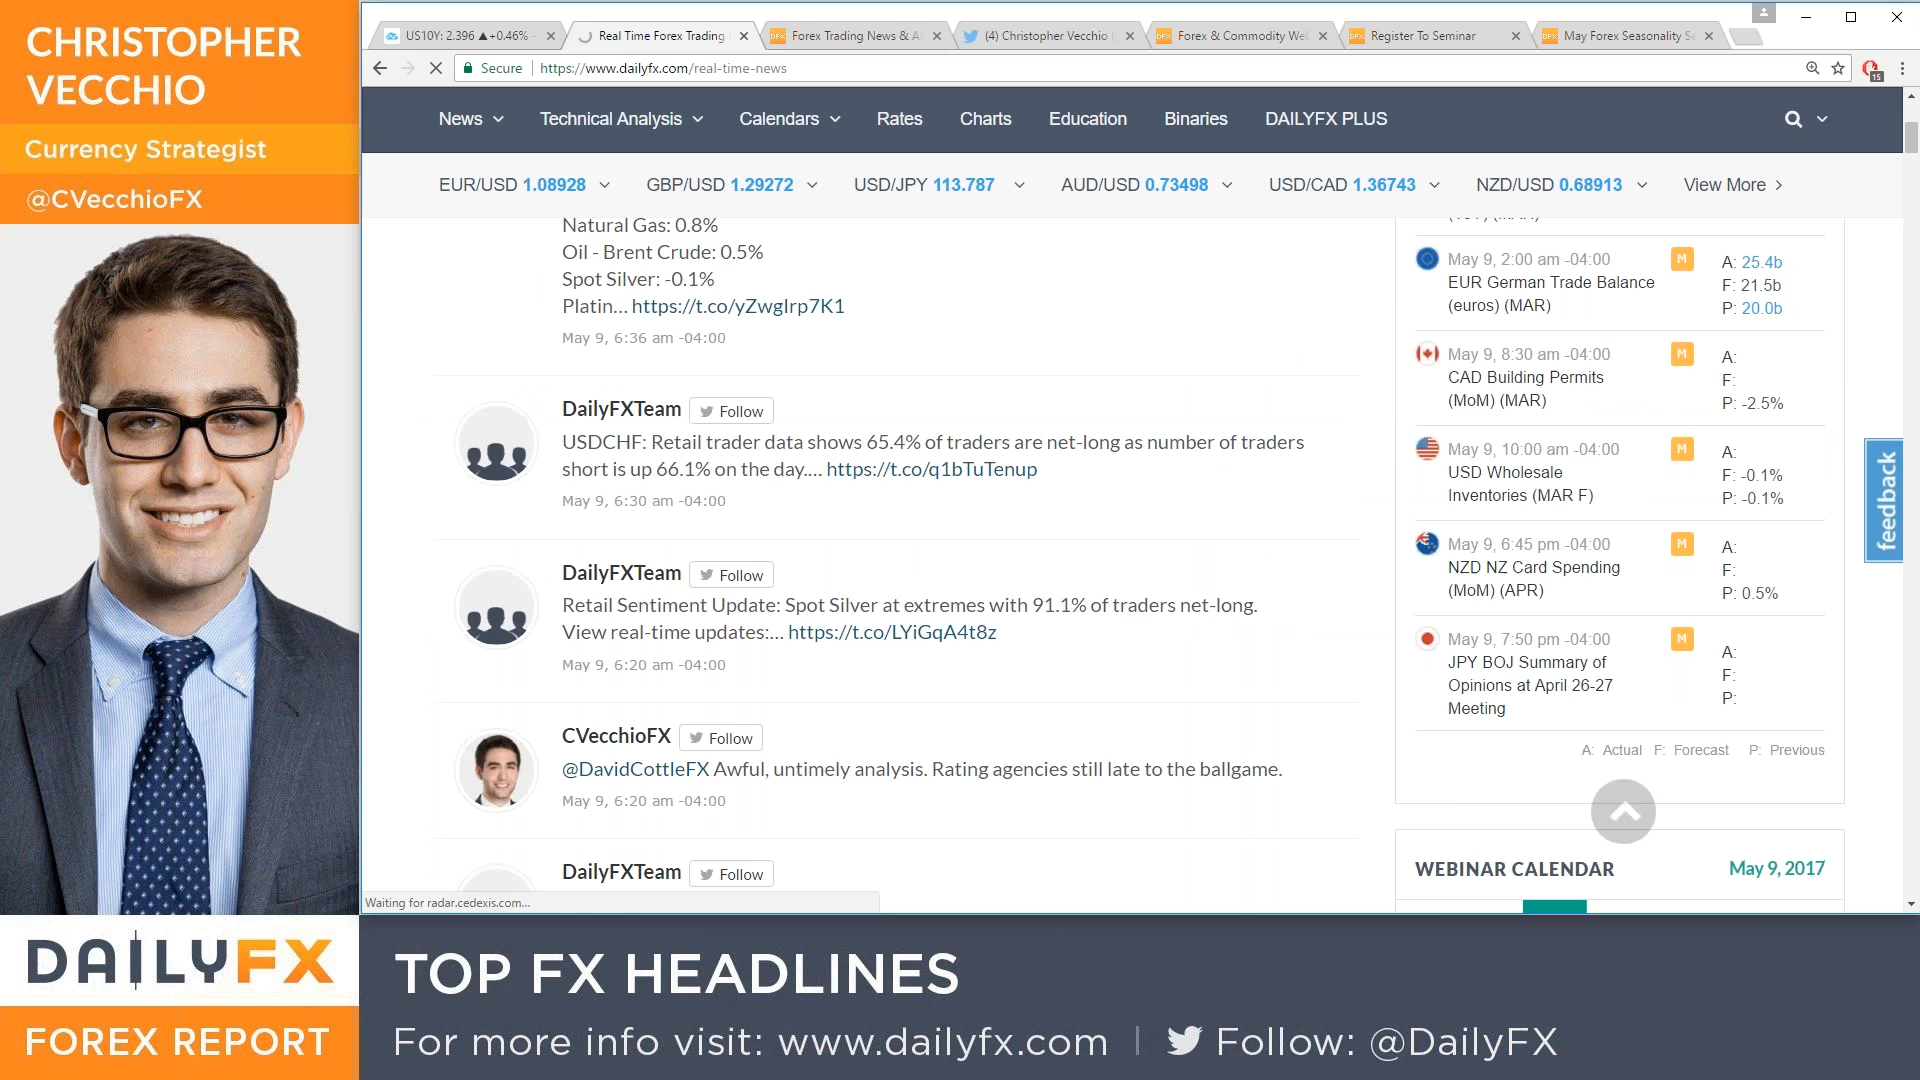 CHRISTOPHER
VECCHIO
Currency Strategist
@CVecchioFX
US10Y: 2.396 ▲+0.46%
Real Time Forex Trading
Forex Trading News & A
(4) Christopher Vecchio
Forex & Commodity We
Register To Seminar
May Forex Seasonality Se
Secure
https://www.dailyfx.com/real-time-news
15
News
Technical Analysis
Calendars
Rates
Charts
Education
Binaries
DAILYFX PLUS
EUR/USD 1.08928
GBP/USD 1.29272
USD/JPY 113.787
AUD/USD 0.73498
USD/CAD 1.36743
NZD/USD 0.68913
View More
Natural Gas: 0.8%
Oil - Brent Crude: 0.5%
Spot Silver: -0.1%
Platin... https://t.co/yZwgIrp7K1
May 9, 6:36 am -04:00
DailyFXTeam Follow
USDCHF: Retail trader data shows 65.4% of traders are net-long as number of traders
short is up 66.1% on the day.... https://t.co/q1bTuTenup
May 9, 6:30 am -04:00
DailyFXTeam Follow
Retail Sentiment Update: Spot Silver at extremes with 91.1% of traders net-long.
View real-time updates:... https://t.co/LYiGqA4t8z
May 9, 6:20 am -04:00
CVecchioFX Follow
@DavidCottleFX Awful, untimely analysis. Rating agencies still late to the ballgame.
May 9, 6:20 am -04:00
DailyFXTeam Follow
Waiting for radar.cedexis.com...
May 9, 2:00 am -04:00 M
EUR German Trade Balance
(euros) (MAR)
A: 25.4b
F: 21.5b
P: 20.0b
May 9, 8:30 am -04:00 M
CAD Building Permits
(MoM) (MAR)
A:
F:
P: -2.5%
May 9, 10:00 am -04:00 M
USD Wholesale
Inventories (MAR F)
A:
F: -0.1%
P: -0.1%
May 9, 6:45 pm -04:00 M
NZD NZ Card Spending
(MoM) (APR)
A:
F:
P: 0.5%
May 9, 7:50 pm -04:00 M
JPY BOJ Summary of
Opinions at April 26-27
Meeting
A:
F:
P:
A: Actual F: Forecast P: Previous
feedback
WEBINAR CALENDAR May 9, 2017
DAILYFX
FOREX REPORT
TOP FX HEADLINES
For more info visit: www.dailyfx.com | Follow: @DailyFX